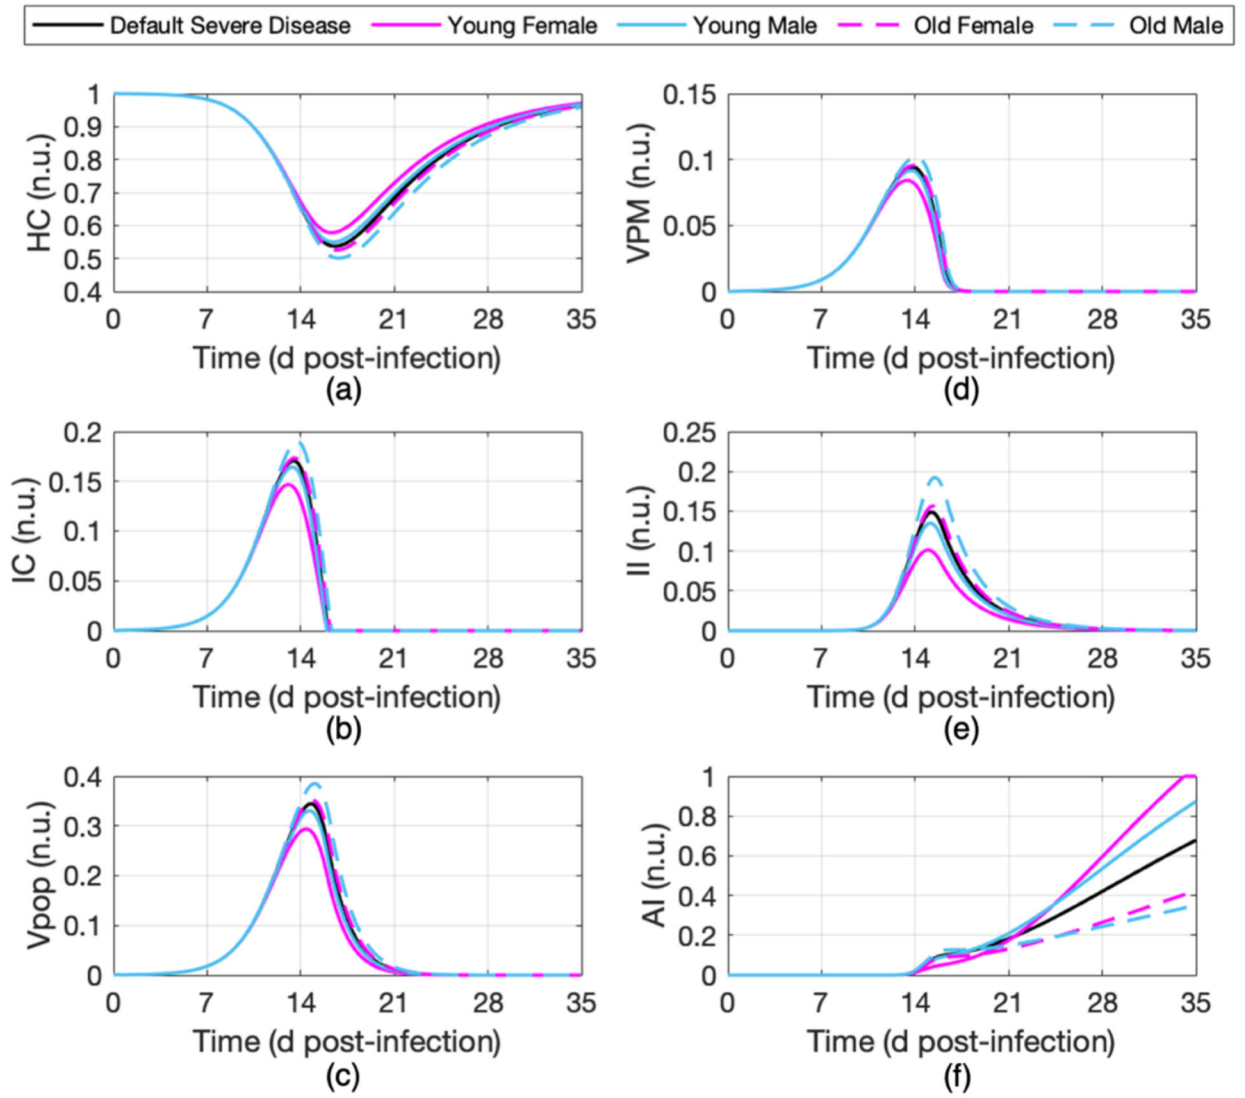 Default Severe Disease Young Female Young Male Old Female Old Male
HC (n.u.)
1
0.9
0.8
0.7
0.6
0.5
0.4
0 7 14 21 28 35
Time (d post-infection)
(a)
VPM (n.u.)
0.15
0.1
0.05
0
0 7 14 21 28 35
Time (d post-infection)
(d)
IC (n.u.)
0.2
0.15
0.1
0.05
0
0 7 14 21 28 35
Time (d post-infection)
(b)
II (n.u.)
0.25
0.2
0.15
0.1
0.05
0
0 7 14 21 28 35
Time (d post-infection)
(e)
Vpop (n.u.)
0.4
0.3
0.2
0.1
0
0 7 14 21 28 35
Time (d post-infection)
(c)
AI (n.u.)
1
0.8
0.6
0.4
0.2
0
0 7 14 21 28 35
Time (d post-infection)
(f)